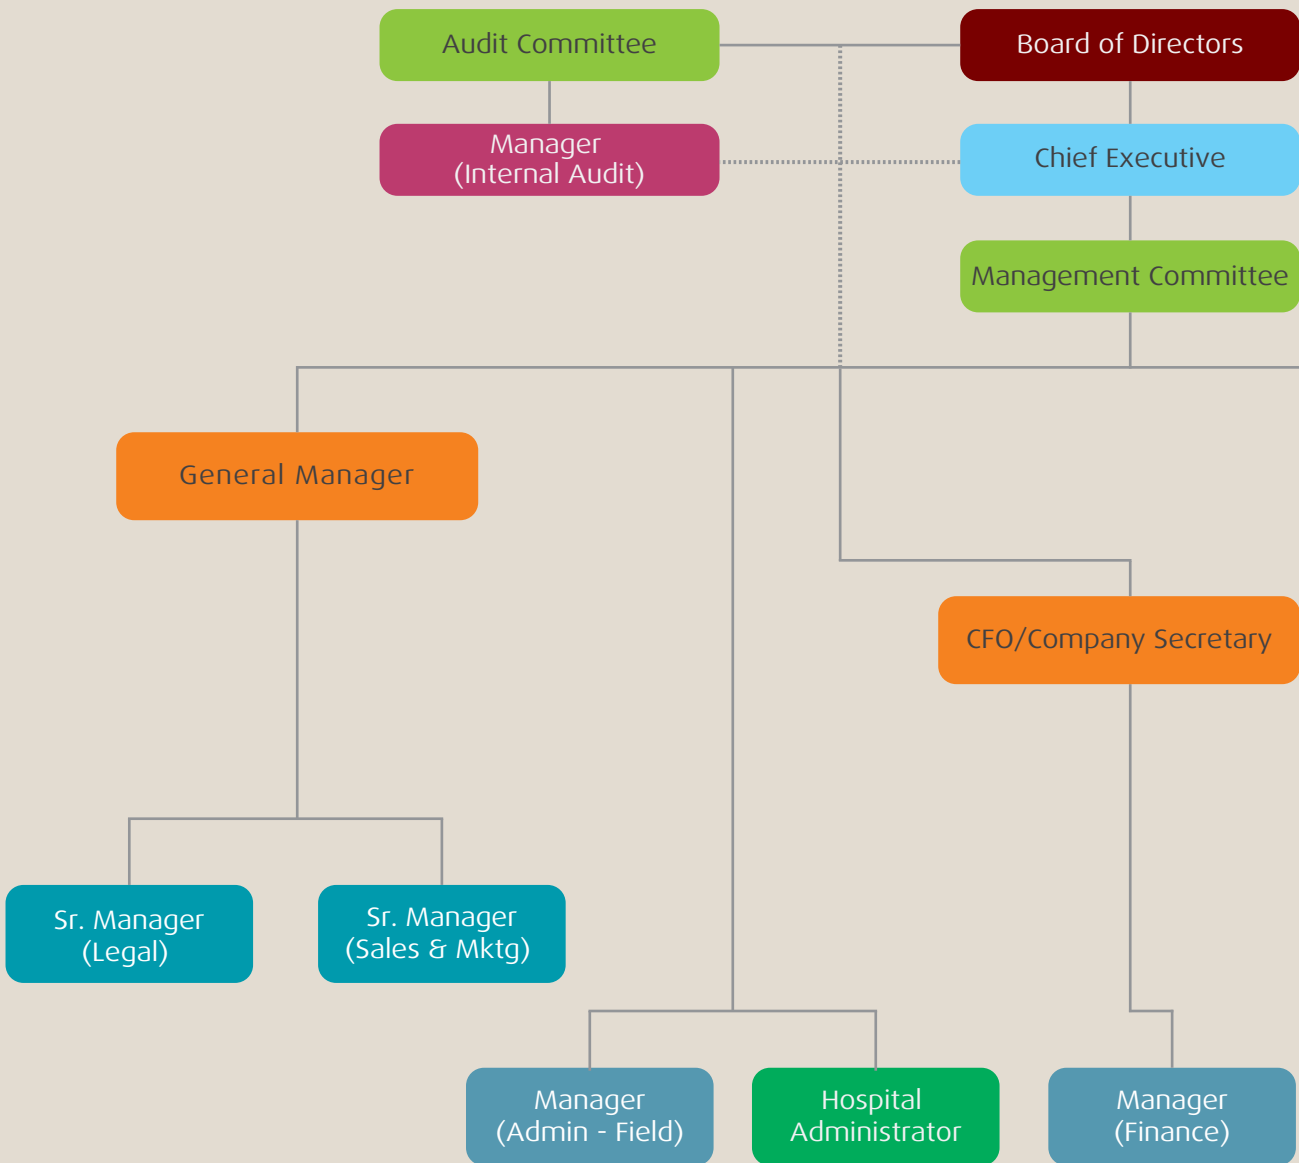 Audit Committee
Board of Directors
Manager
(Internal Audit)
Chief Executive
Management Committee
General Manager
CFO/Company Secretary
Sr. Manager
(Legal)
Sr. Manager
(Sales & Mktg)
Manager
(Admin - Field)
Hospital
Administrator
Manager
(Finance)